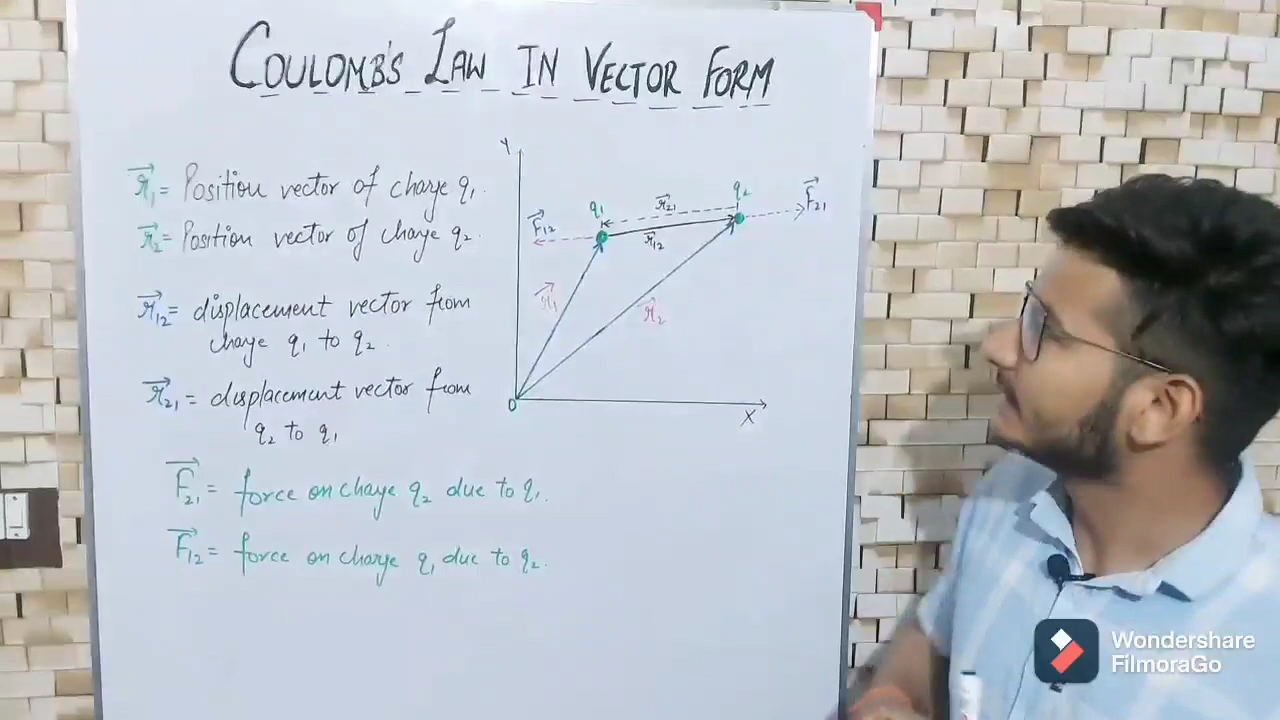 COULOMB'S LAW IN VECTOR FORM
r⃗₁ = Position vector of charge q₁.
r⃗₂ = Position vector of charge q₂.
r⃗₁₂ = displacement vector from
charge q₁ to q₂.
r⃗₂₁ = displacement vector from
q₂ to q₁
F⃗₂₁ = force on charge q₂ due to q₁.
F⃗₁₂ = force on charge q₁ due to q₂.
Y
q₁
r⃗₂₁
q₂
F⃗₂₁
F⃗₁₂
r⃗₁₂
r⃗₁
r⃗₂
O
X
Wondershare
FilmoraGo